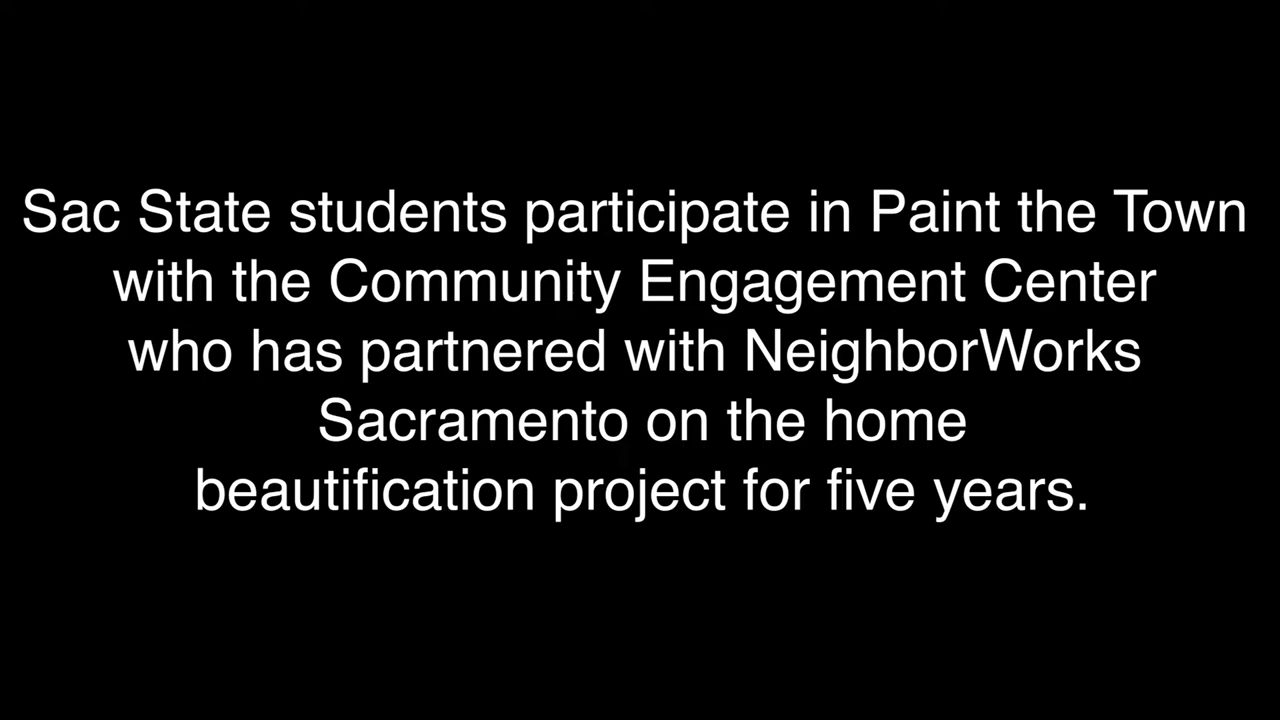 Sac State students participate in Paint the Town
with the Community Engagement Center
who has partnered with NeighborWorks
Sacramento on the home
beautification project for five years.